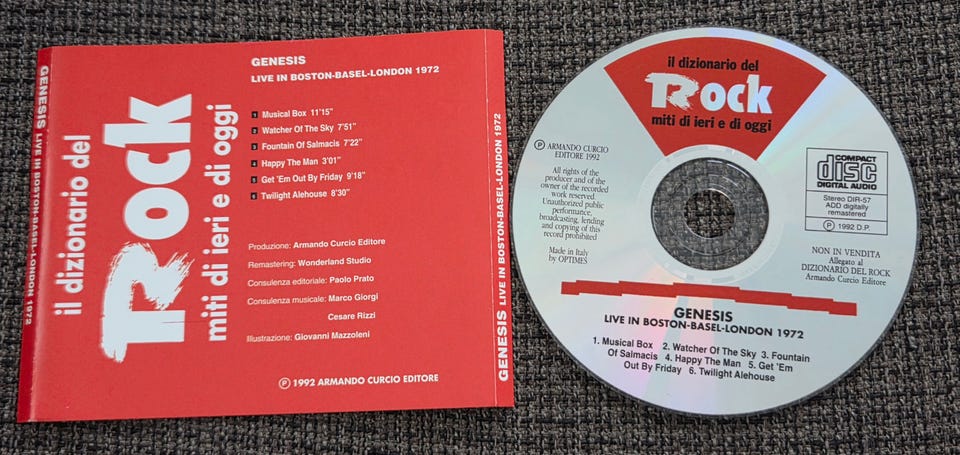 GENESIS LIVE IN BOSTON-BASEL-LONDON 1972
il dizionario del
Rock
miti di ieri e di oggi
GENESIS
LIVE IN BOSTON-BASEL-LONDON 1972
1 Musical Box 11'15"
2 Watcher Of The Sky 7'51"
3 Fountain Of Salmacis 7'22"
4 Happy The Man 3'01"
5 Get 'Em Out By Friday 9'18"
6 Twilight Alehouse 8'30"
Produzione: Armando Curcio Editore
Remastering: Wonderland Studio
Consulenza editoriale: Paolo Prato
Consulenza musicale: Marco Giorgi
Cesare Rizzi
Illustrazione: Giovanni Mazzoleni
℗ 1992 ARMANDO CURCIO EDITORE
GENESIS LIVE IN BOSTON-BASEL-LONDON 1972
il dizionario del
Rock
miti di ieri e di oggi
℗ ARMANDO CURCIO
EDITORE 1992
All rights of the
producer and of the
owner of the recorded
work reserved.
Unauthorized public
performance,
broadcasting, lending
and copying of this
record prohibited
Made in Italy
by OPTIMES
COMPACT
disc
DIGITAL AUDIO
Stereo DIR-57
ADD digitally
remastered
℗ 1992 D.P.
NON IN VENDITA
Allegato al
DIZIONARIO DEL ROCK
Armando Curcio Editore
GENESIS
LIVE IN BOSTON-BASEL-LONDON 1972
1. Musical Box 2. Watcher Of The Sky 3. Fountain
Of Salmacis 4. Happy The Man 5. Get 'Em
Out By Friday 6. Twilight Alehouse